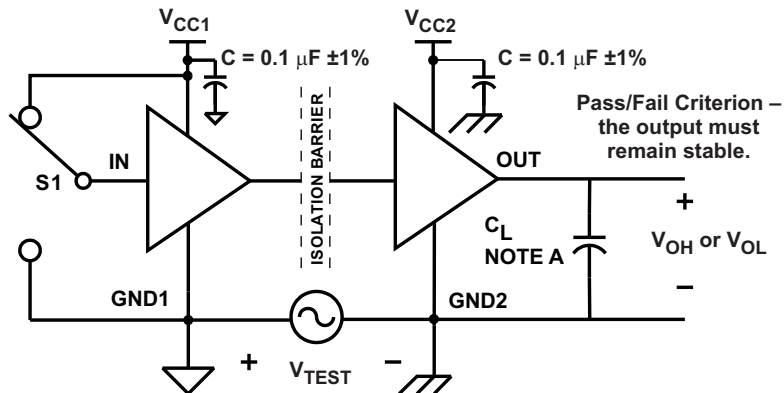 VCC1
C = 0.1 μF ±1%
VCC2
C = 0.1 μF ±1%
Pass/Fail Criterion –
the output must
remain stable.
S1
IN
ISOLATION BARRIER
OUT
CL
NOTE A
+
VOH or VOL
–
GND1
GND2
+
VTEST
–